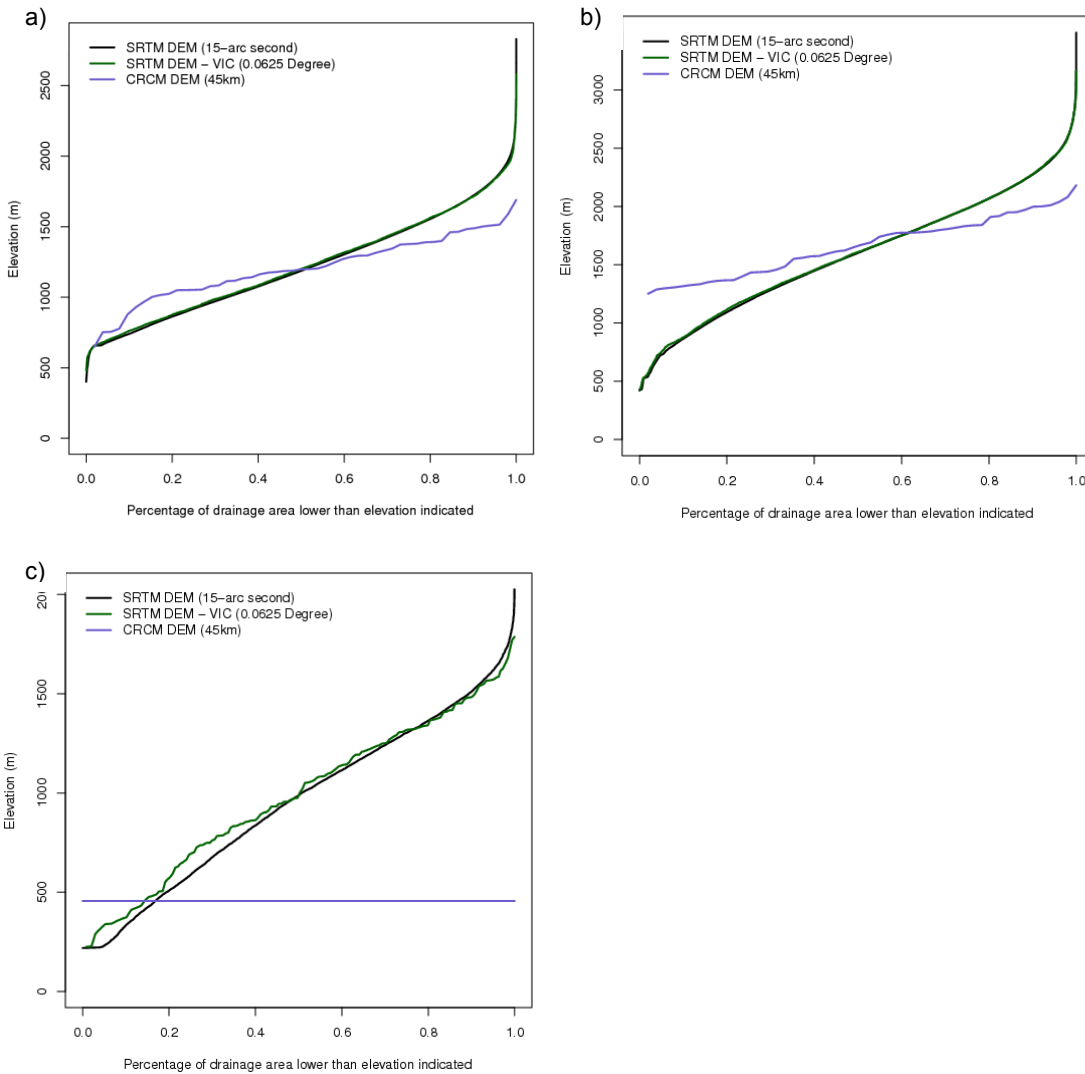 a)
SRTM DEM (15−arc second)
SRTM DEM − VIC (0.0625 Degree)
CRCM DEM (45km)
Elevation (m)
2500
2000
1500
1000
500
0
0.0 0.2 0.4 0.6 0.8 1.0
Percentage of drainage area lower than elevation indicated
b)
SRTM DEM (15−arc second)
SRTM DEM − VIC (0.0625 Degree)
CRCM DEM (45km)
Elevation (m)
3000
2500
2000
1500
1000
500
0
0.0 0.2 0.4 0.6 0.8 1.0
Percentage of drainage area lower than elevation indicated
c)
SRTM DEM (15−arc second)
SRTM DEM − VIC (0.0625 Degree)
CRCM DEM (45km)
Elevation (m)
200
1500
1000
500
0
0.0 0.2 0.4 0.6 0.8 1.0
Percentage of drainage area lower than elevation indicated